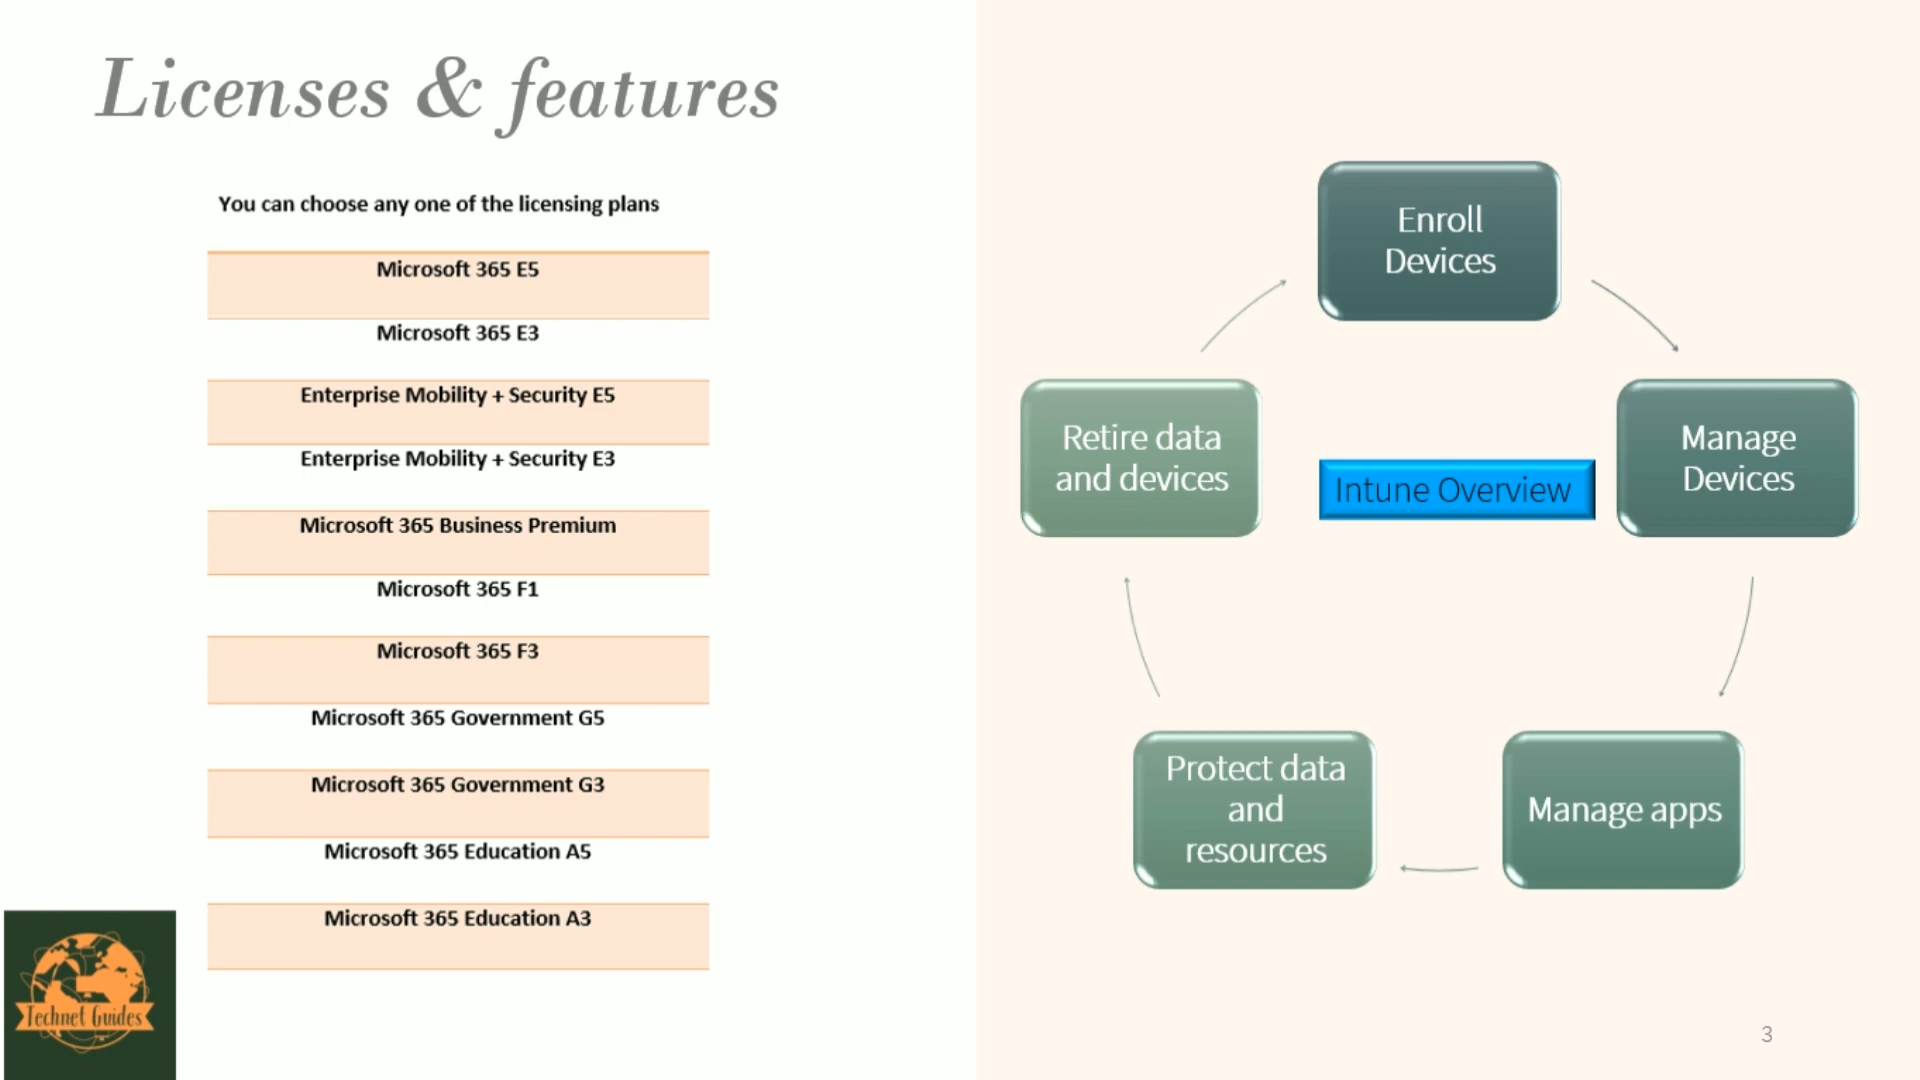 Licenses & features
You can choose any one of the licensing plans
Microsoft 365 E5
Microsoft 365 E3
Enterprise Mobility + Security E5
Enterprise Mobility + Security E3
Microsoft 365 Business Premium
Microsoft 365 F1
Microsoft 365 F3
Microsoft 365 Government G5
Microsoft 365 Government G3
Microsoft 365 Education A5
Microsoft 365 Education A3
Technet Guides
Enroll
Devices
Manage
Devices
Manage apps
Protect data
and
resources
Retire data
and devices
Intune Overview
3